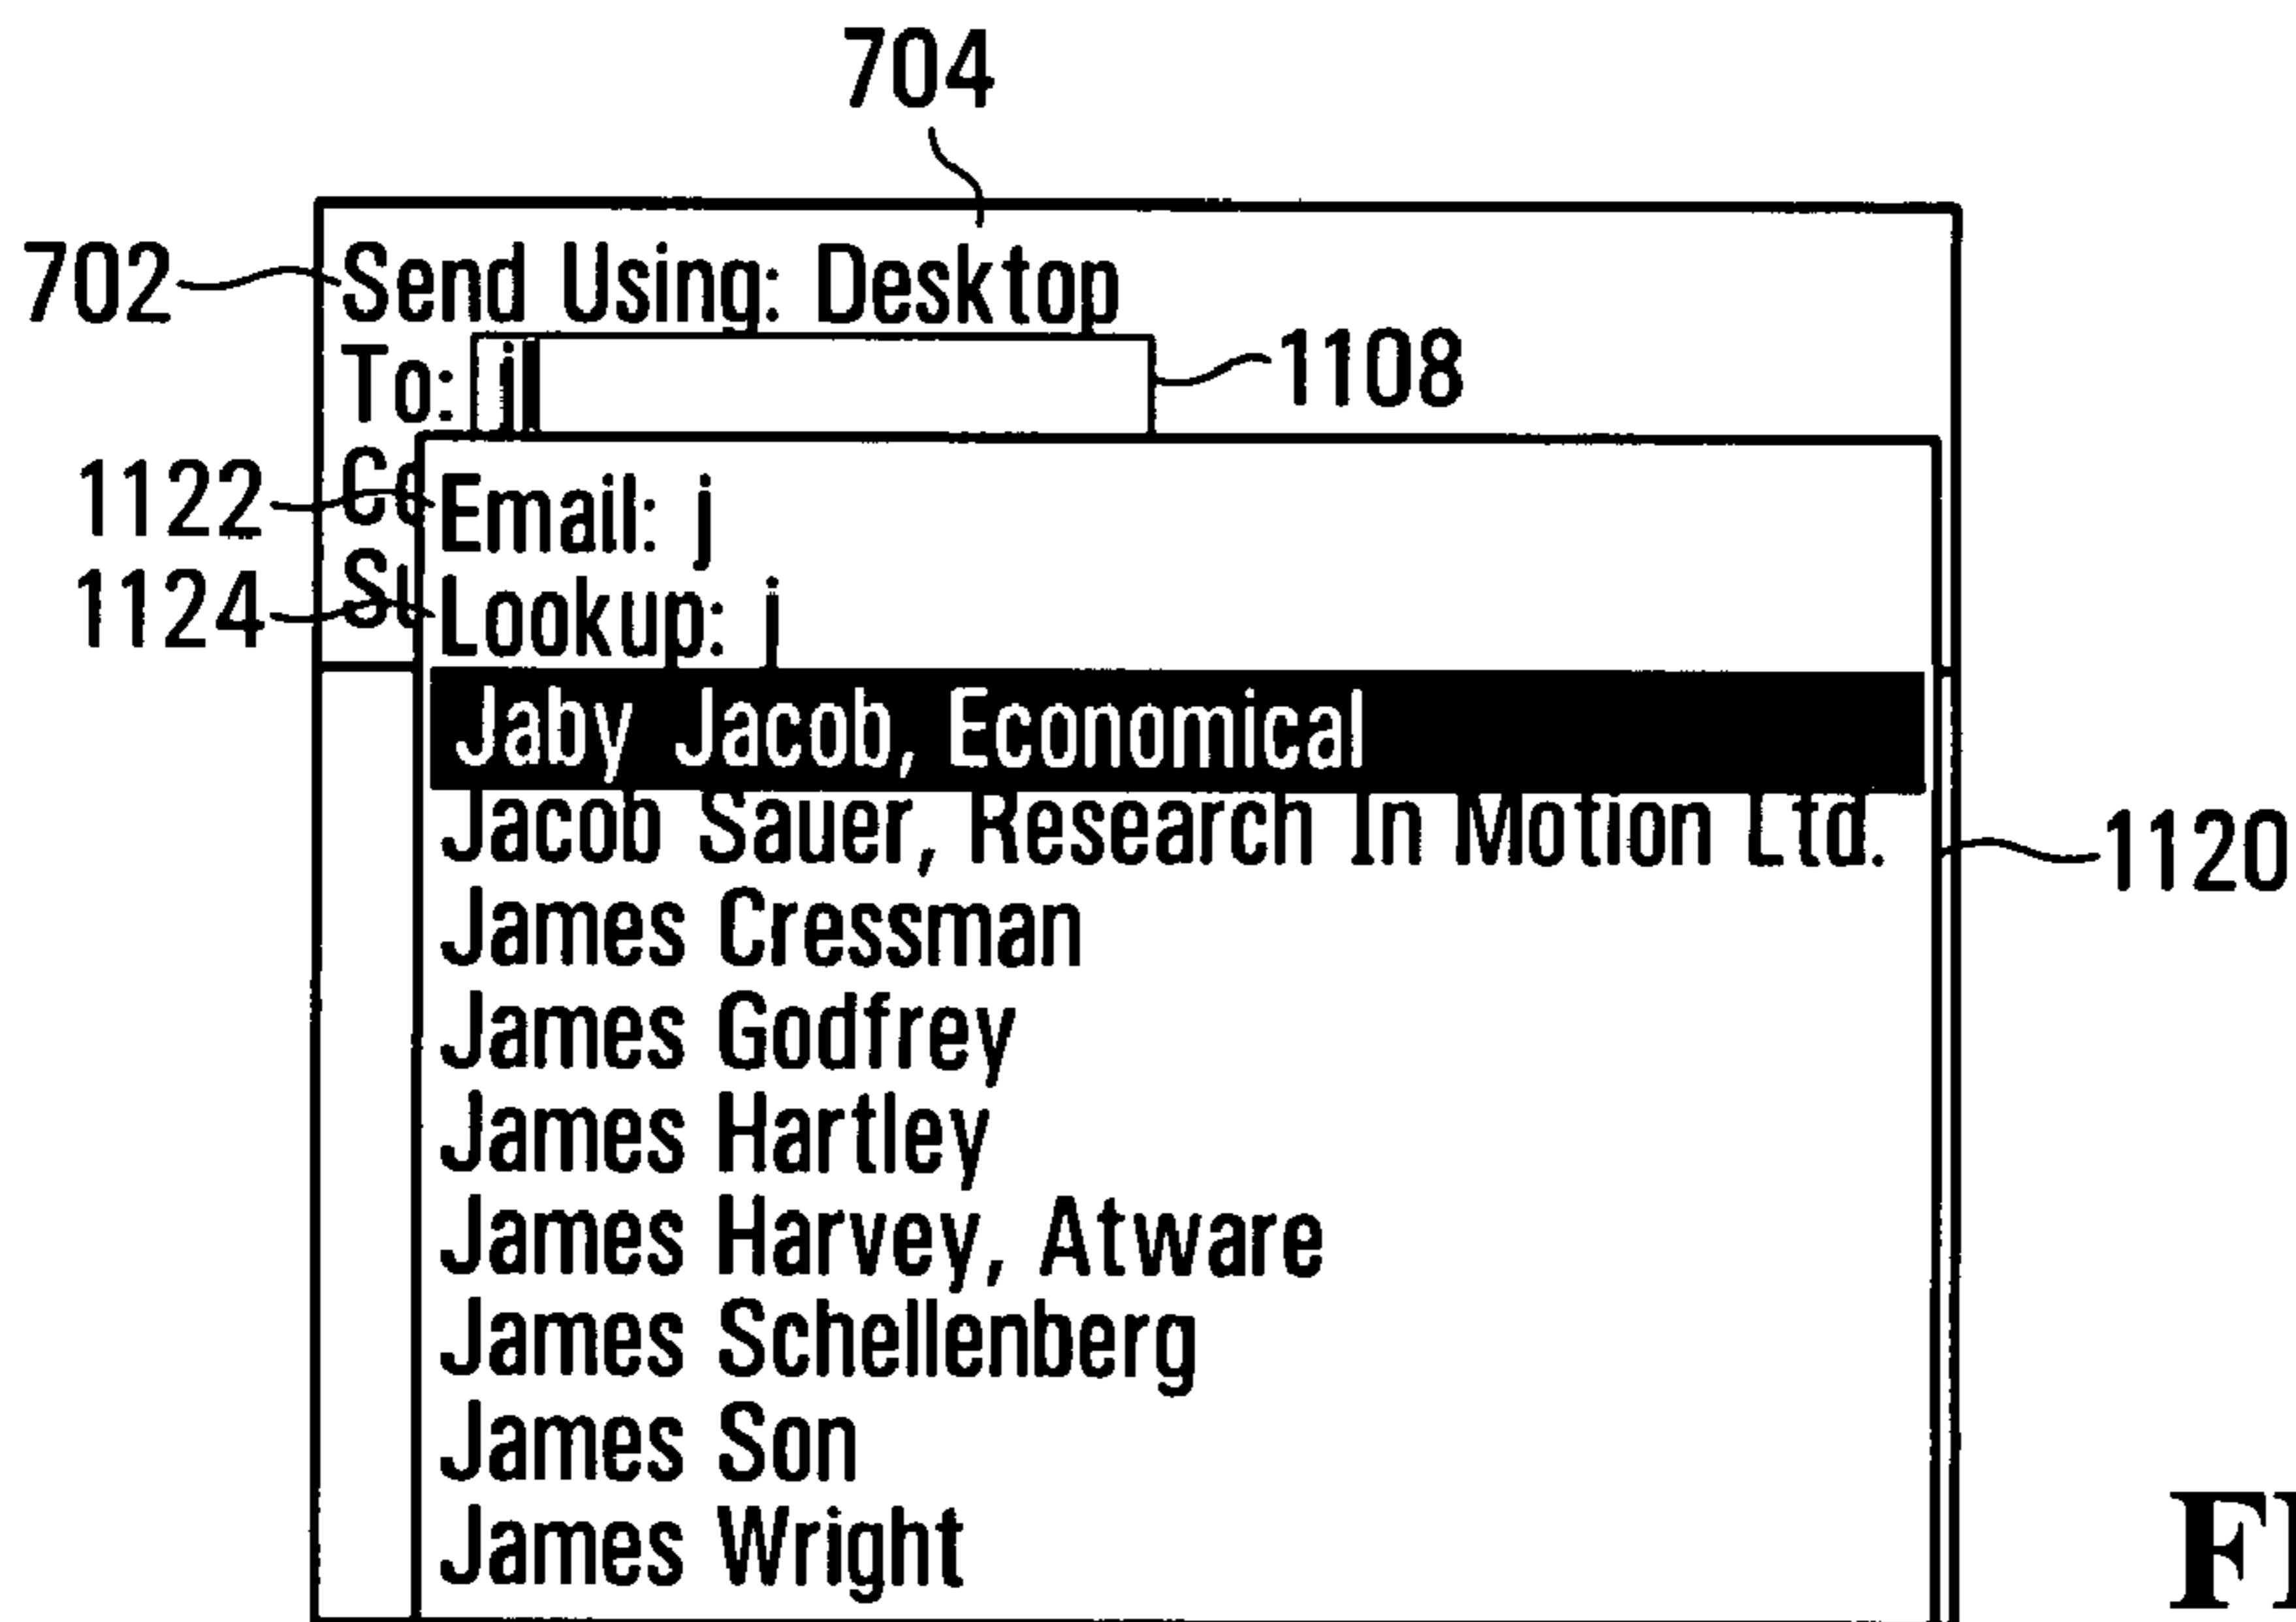 704
702 Send Using: Desktop
To: j 1108
1122 Email: j
1124 Lookup: j
Jaby Jacob, Economical
Jacob Sauer, Research In Motion Ltd.
1120
James Cressman
James Godfrey
James Hartley
James Harvey, Atware
James Schellenberg
James Son
James Wright